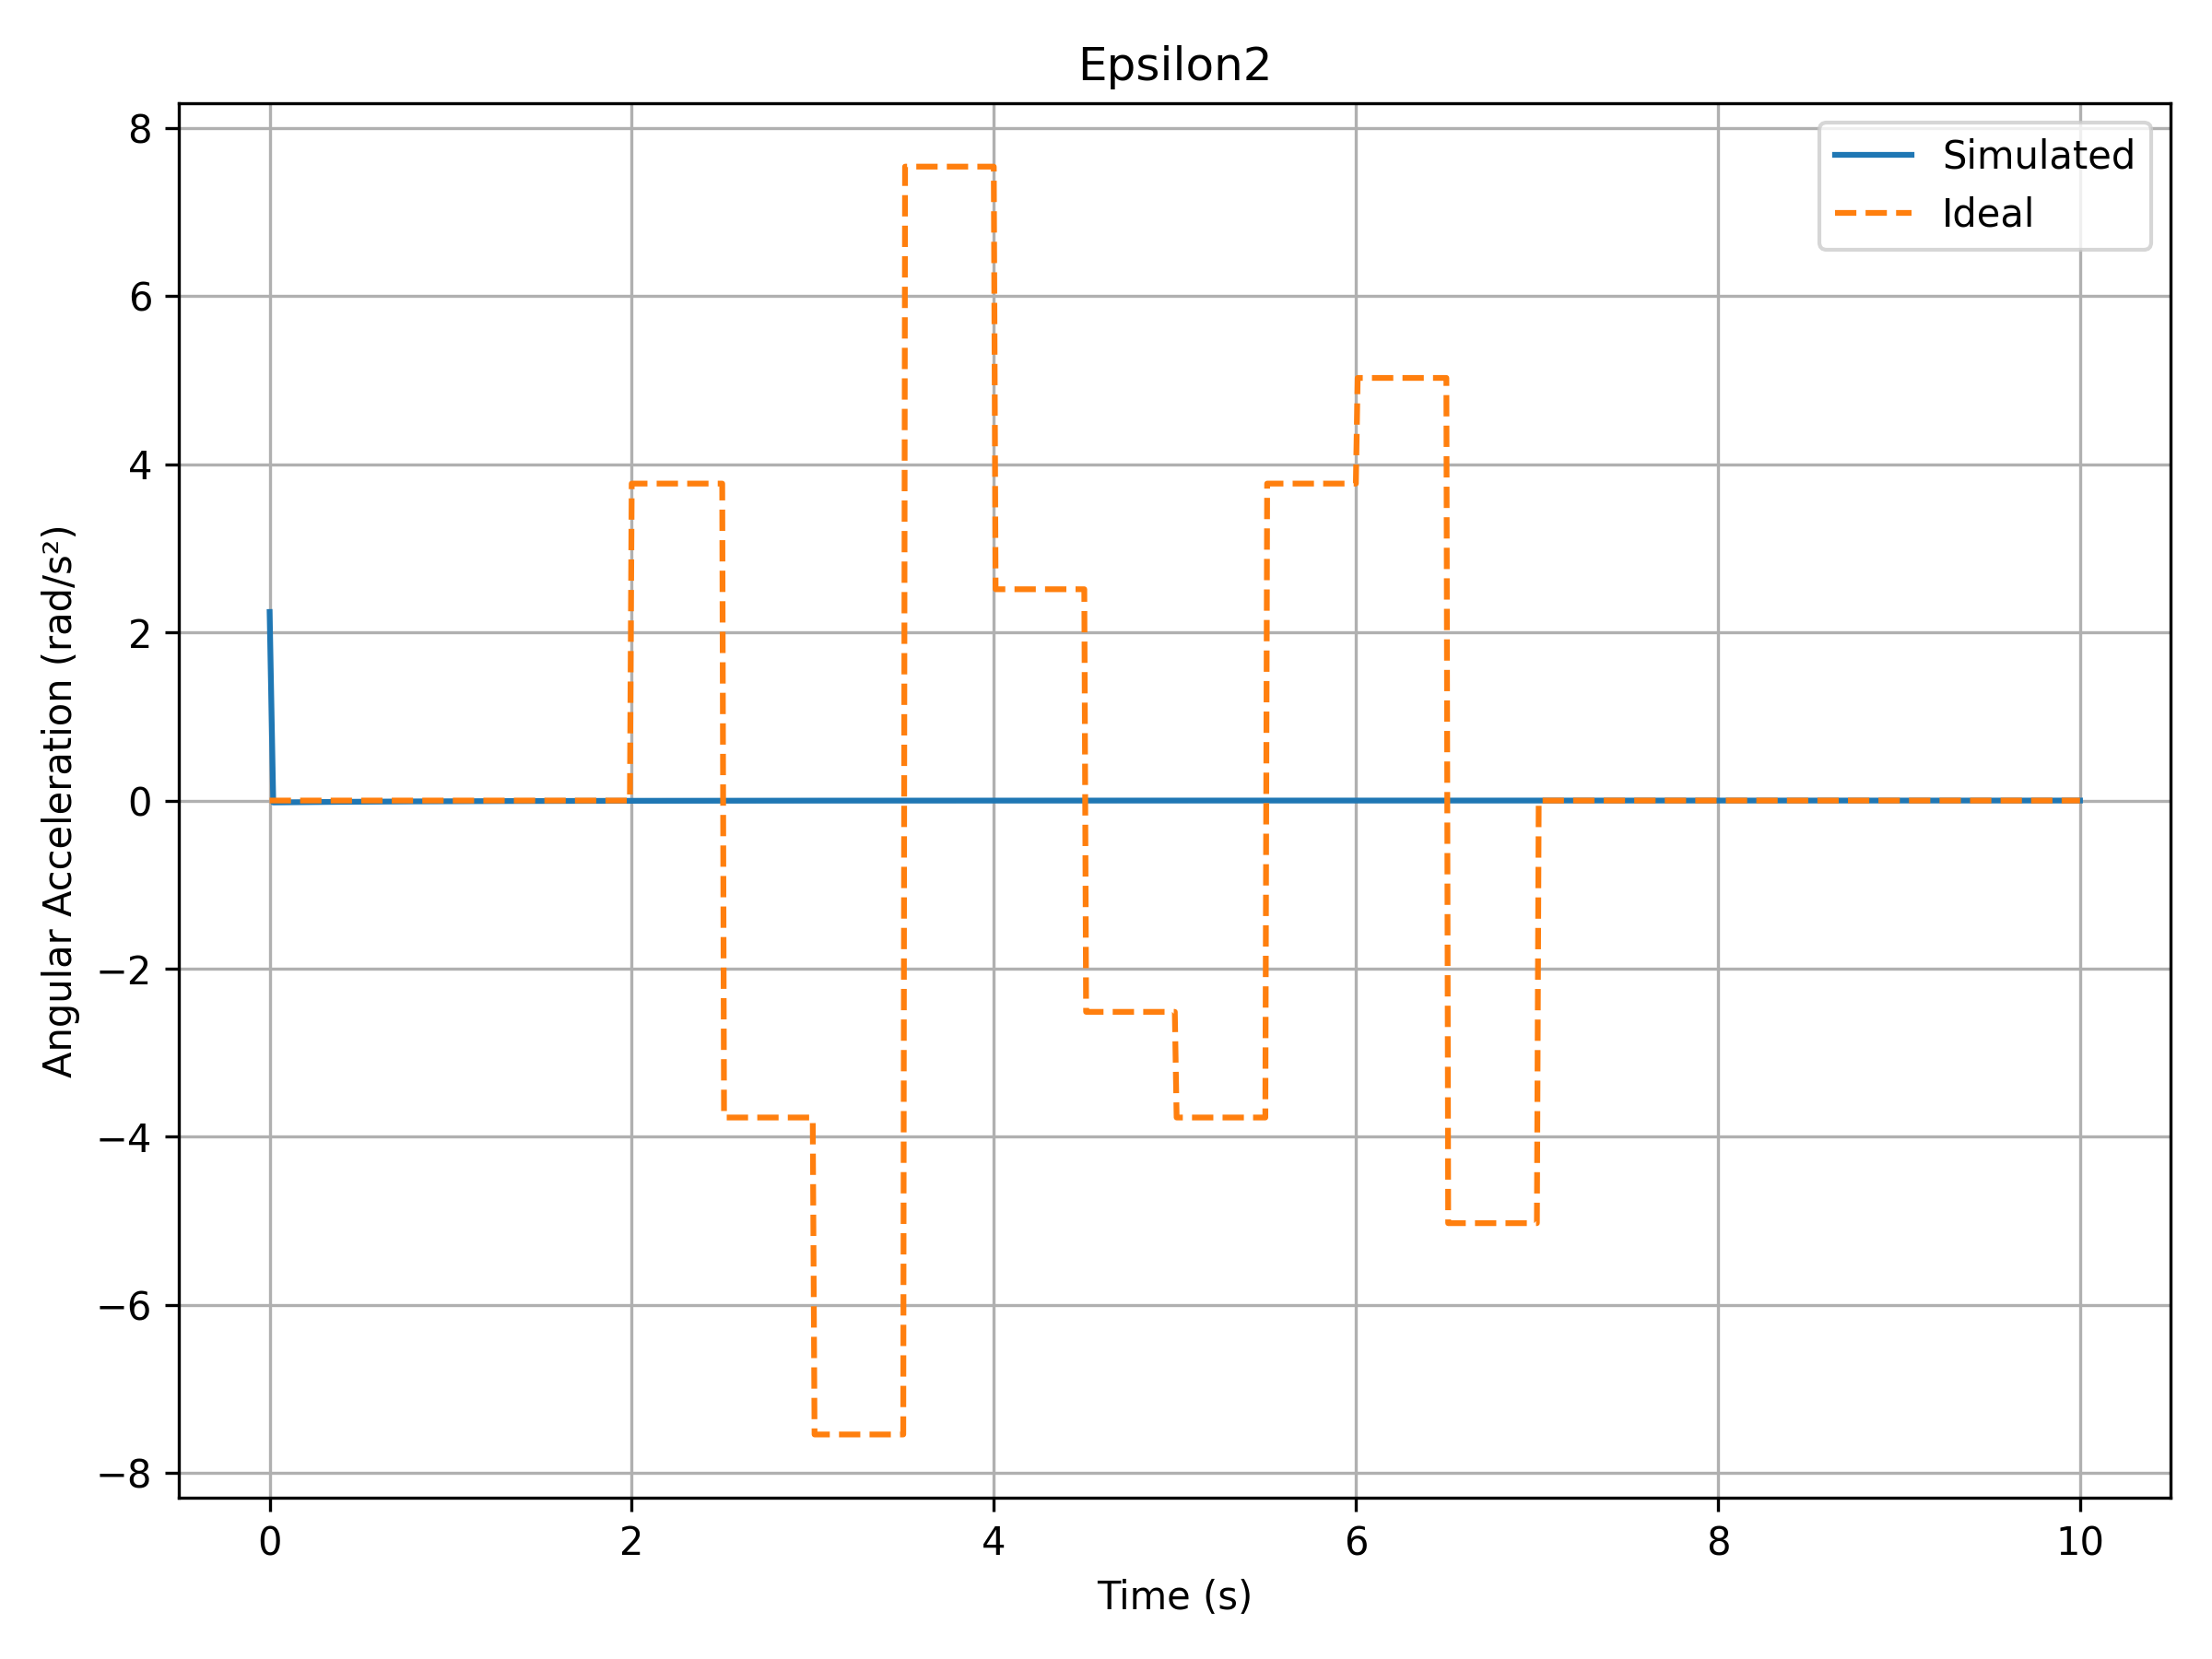 Epsilon2
Simulated
Ideal
Angular Acceleration (rad/s²)
8
6
4
2
0
−2
−4
−6
−8
0 2 4 6 8 10
Time (s)